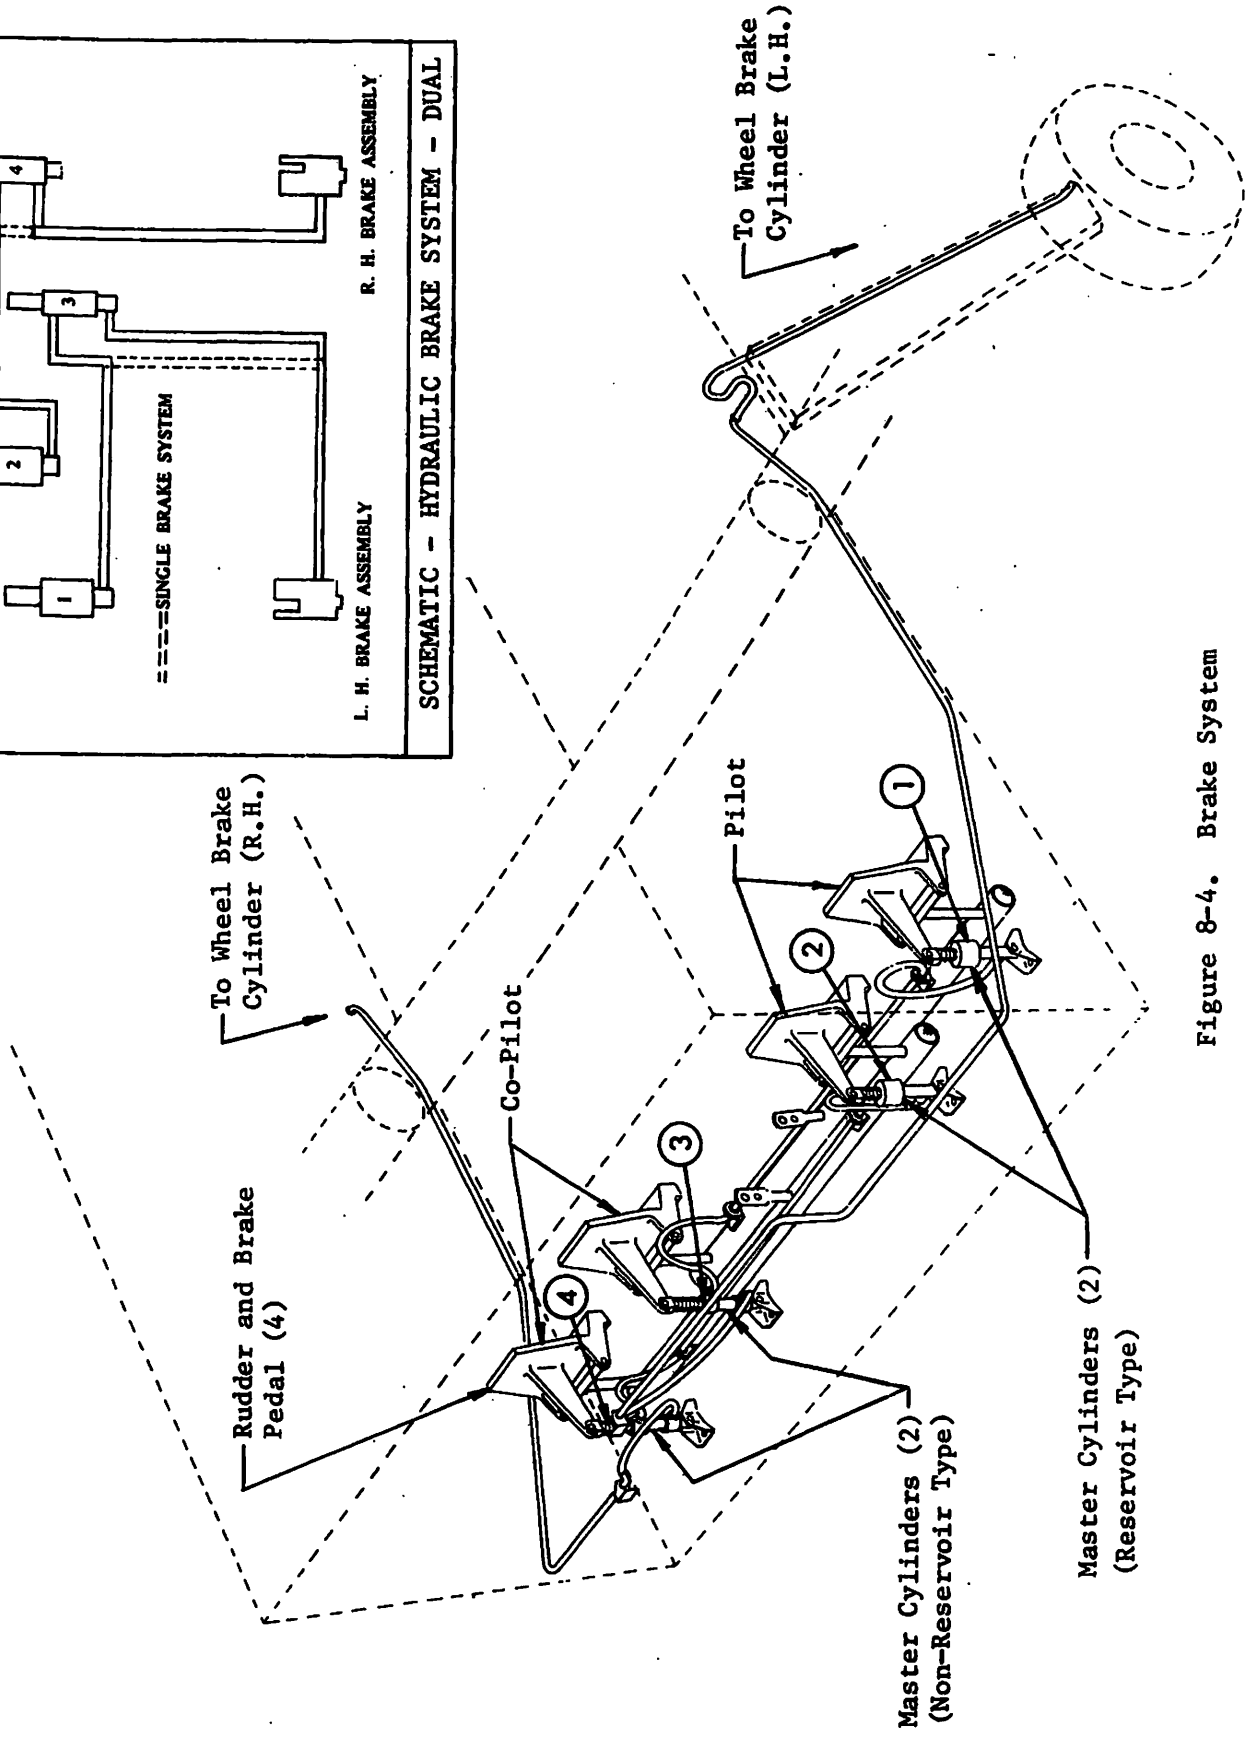 4
3
2
1
====SINGLE BRAKE SYSTEM
R. H. BRAKE ASSEMBLY
L. H. BRAKE ASSEMBLY
SCHEMATIC - HYDRAULIC BRAKE SYSTEM - DUAL
To Wheel Brake
Cylinder (R.H.)
To Wheel Brake
Cylinder (L.H.)
Rudder and Brake
Pedal (4)
Co-Pilot
Pilot
4
3
2
1
Master Cylinders (2)
(Non-Reservoir Type)
Master Cylinders (2)
(Reservoir Type)
Figure 8-4. Brake System